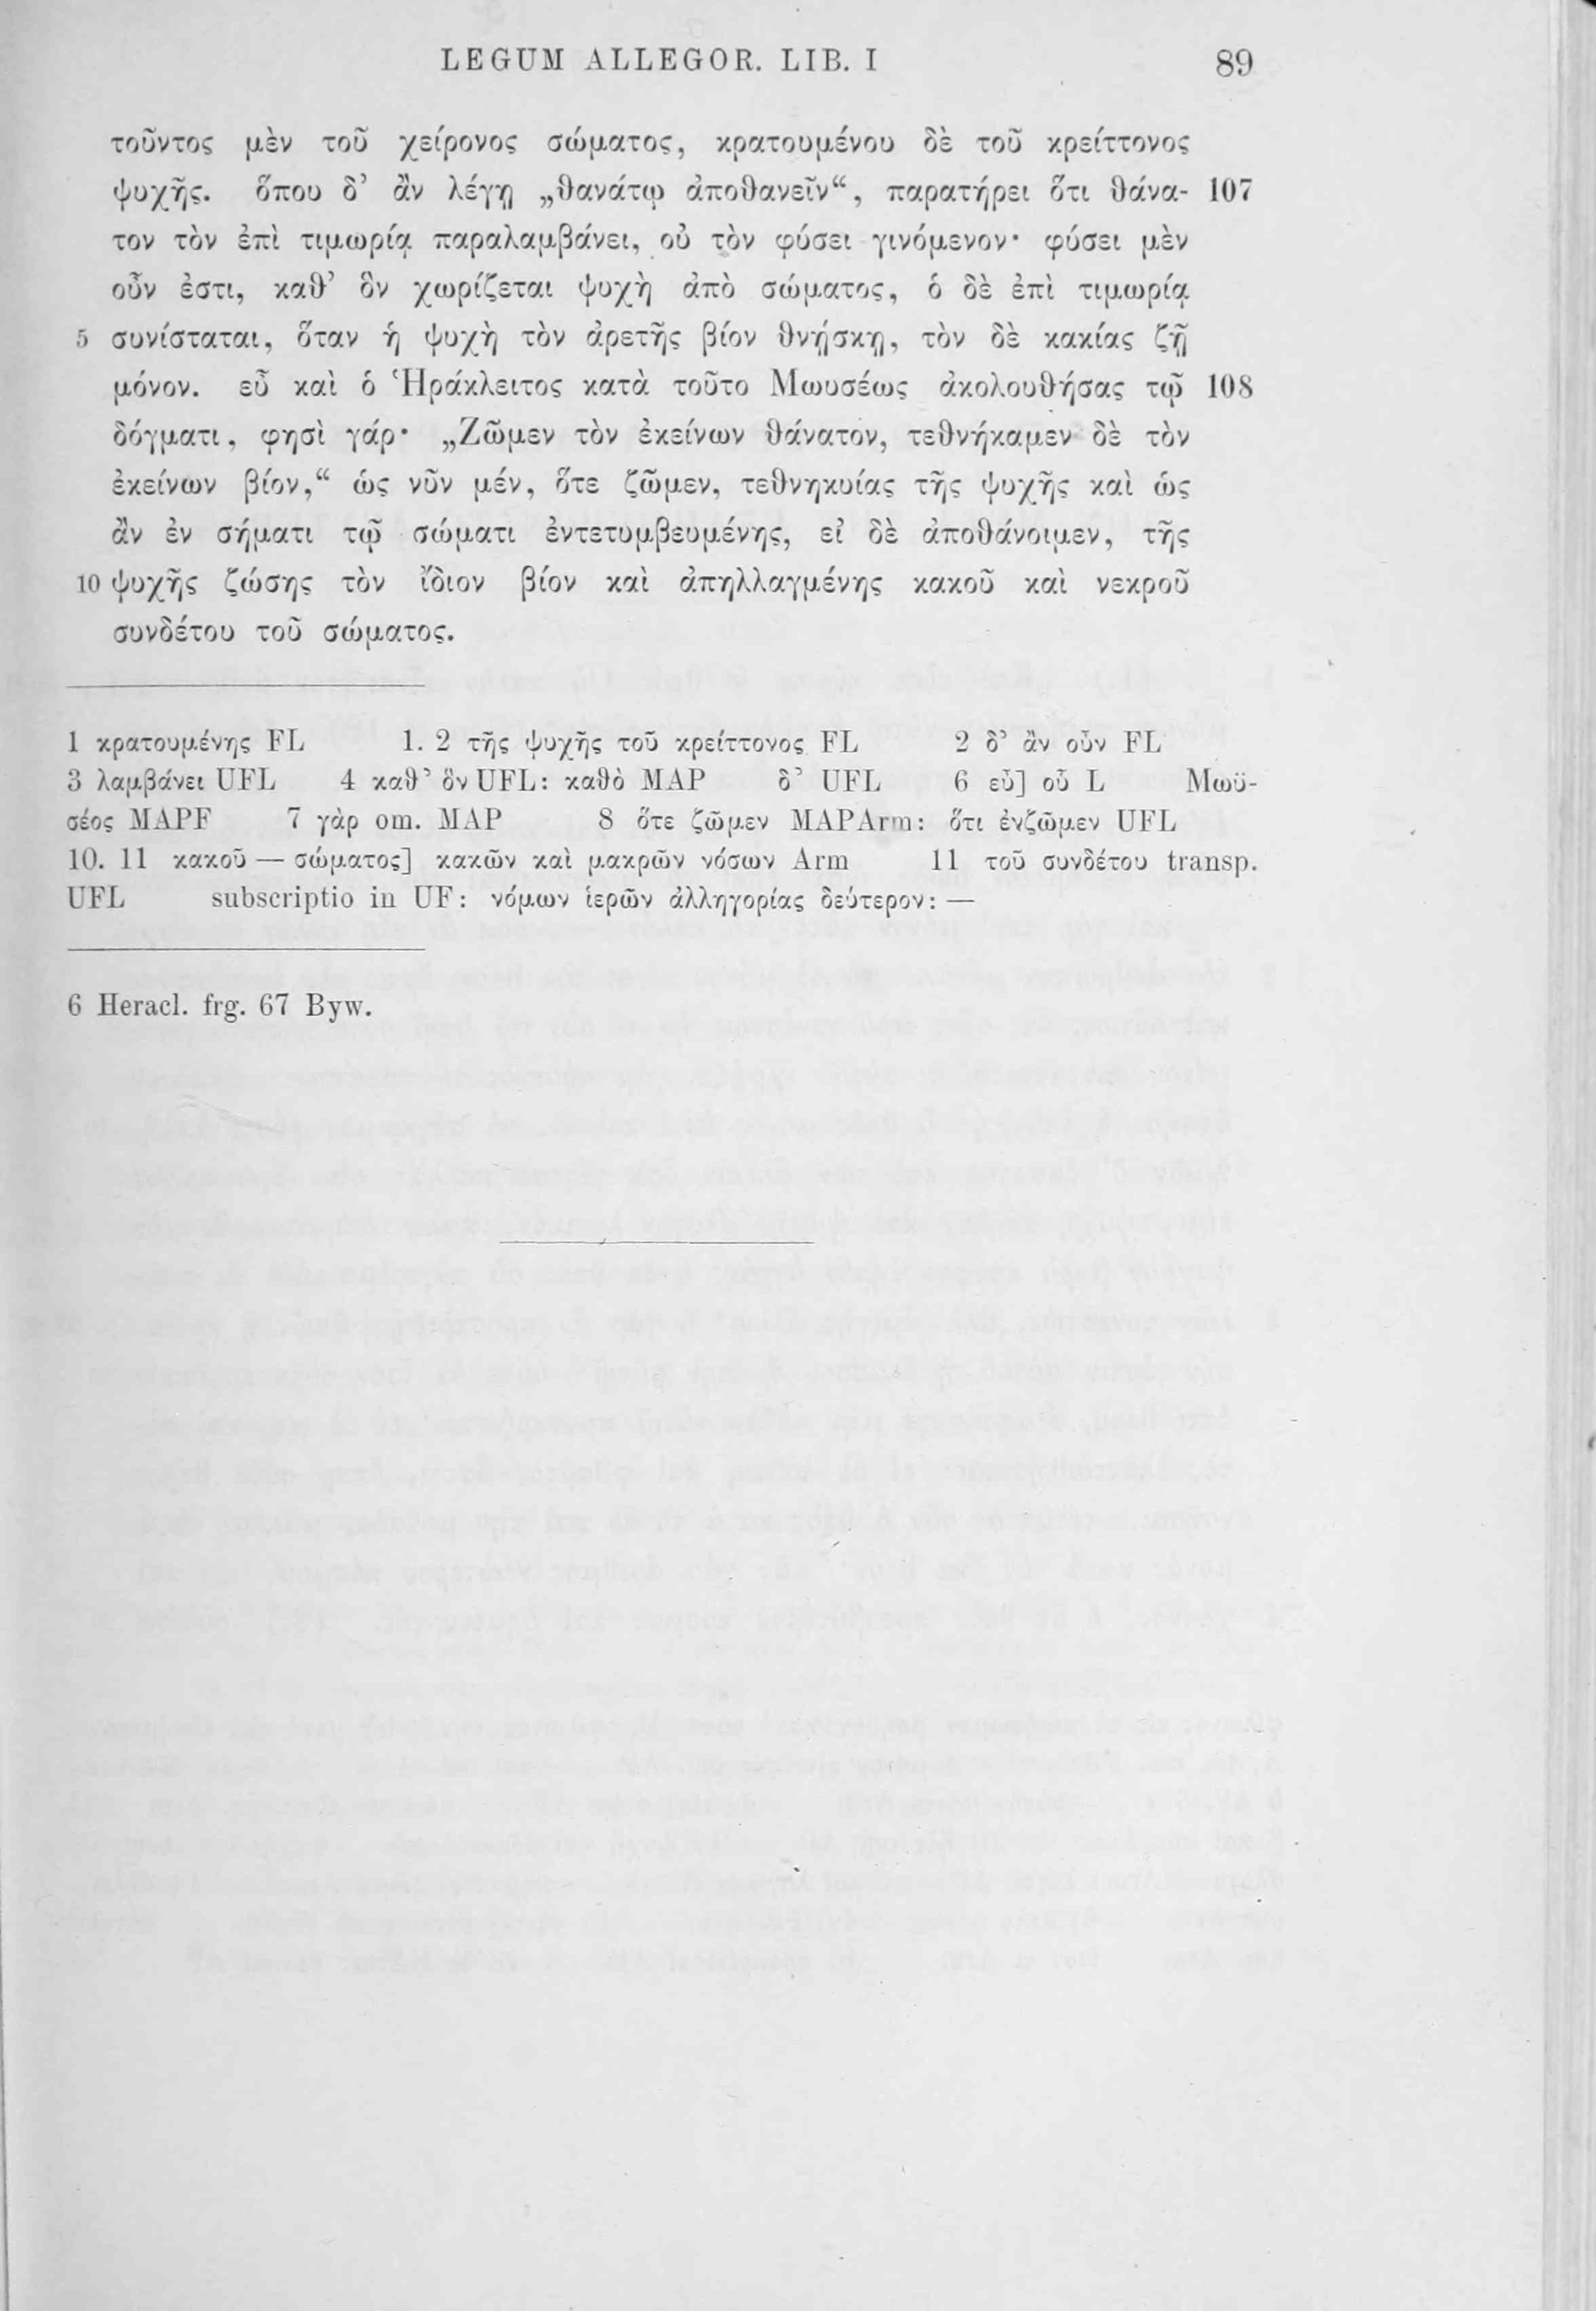 LEGUM ALLEGOR. LIB. I 89
τοῦντος μὲν τοῦ χείρονος σώματος, κρατουμένου δὲ τοῦ κρείττονος
ψυχῆς. ὅπου δ' ἂν λέγῃ „θανάτῳ ἀποθανεῖν“, παρατήρει ὅτι θάνα- 107
τον τὸν ἐπὶ τιμωρίᾳ παραλαμβάνει, οὐ τὸν φύσει γινόμενον· φύσει μὲν
οὖν ἐστι, καθ' ὃν χωρίζεται ψυχὴ ἀπὸ σώματος, ὁ δὲ ἐπὶ τιμωρίᾳ
5 συνίσταται, ὅταν ἡ ψυχὴ τὸν ἀρετῆς βίον θνῄσκῃ, τὸν δὲ κακίας ζῇ
μόνον. εὖ καὶ ὁ Ἡράκλειτος κατὰ τοῦτο Μωυσέως ἀκολουθήσας τῷ 108
δόγματι, φησὶ γάρ· „Ζῶμεν τὸν ἐκείνων θάνατον, τεθνήκαμεν δὲ τὸν
ἐκείνων βίον,“ ὡς νῦν μέν, ὅτε ζῶμεν, τεθνηκυίας τῆς ψυχῆς καὶ ὡς
ἂν ἐν σήματι τῷ σώματι ἐντετυμβευμένης, εἰ δὲ ἀποθάνοιμεν, τῆς
10 ψυχῆς ζώσης τὸν ἴδιον βίον καὶ ἀπηλλαγμένης κακοῦ καὶ νεκροῦ
συνδέτου τοῦ σώματος.
1 κρατουμένης FL 1. 2 τῆς ψυχῆς τοῦ κρείττονος FL 2 δ' ἂν οὖν FL
3 λαμβάνει UFL 4 καθ' ὃν UFL: καθὸ MAP δ' UFL 6 εὖ] οὖ L Μωϋ-
σέος MAPF 7 γὰρ om. MAP 8 ὅτε ζῶμεν MAPArm: ὅτι ἐνζῶμεν UFL
10. 11 κακοῦ — σώματος] κακῶν καὶ μακρῶν νόσων Arm 11 τοῦ συνδέτου transp.
UFL subscriptio in UF: νόμων ἱερῶν ἀλληγορίας δεύτερον: —
6 Heracl. frg. 67 Byw.